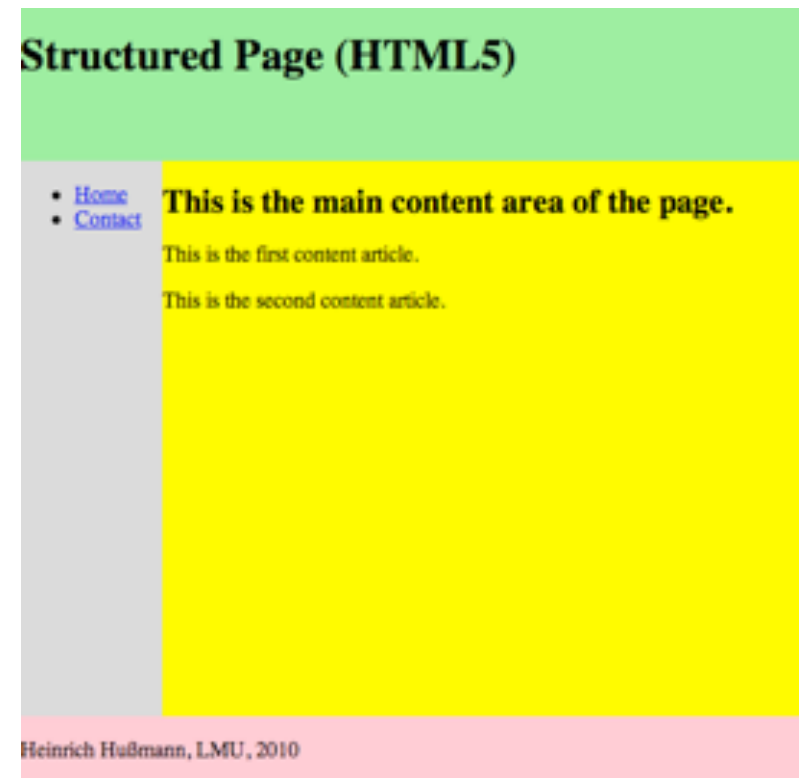 Structured Page (HTML5)
• Home
• Contact
This is the main content area of the page.
This is the first content article.
This is the second content article.
Heinrich Hußmann, LMU, 2010